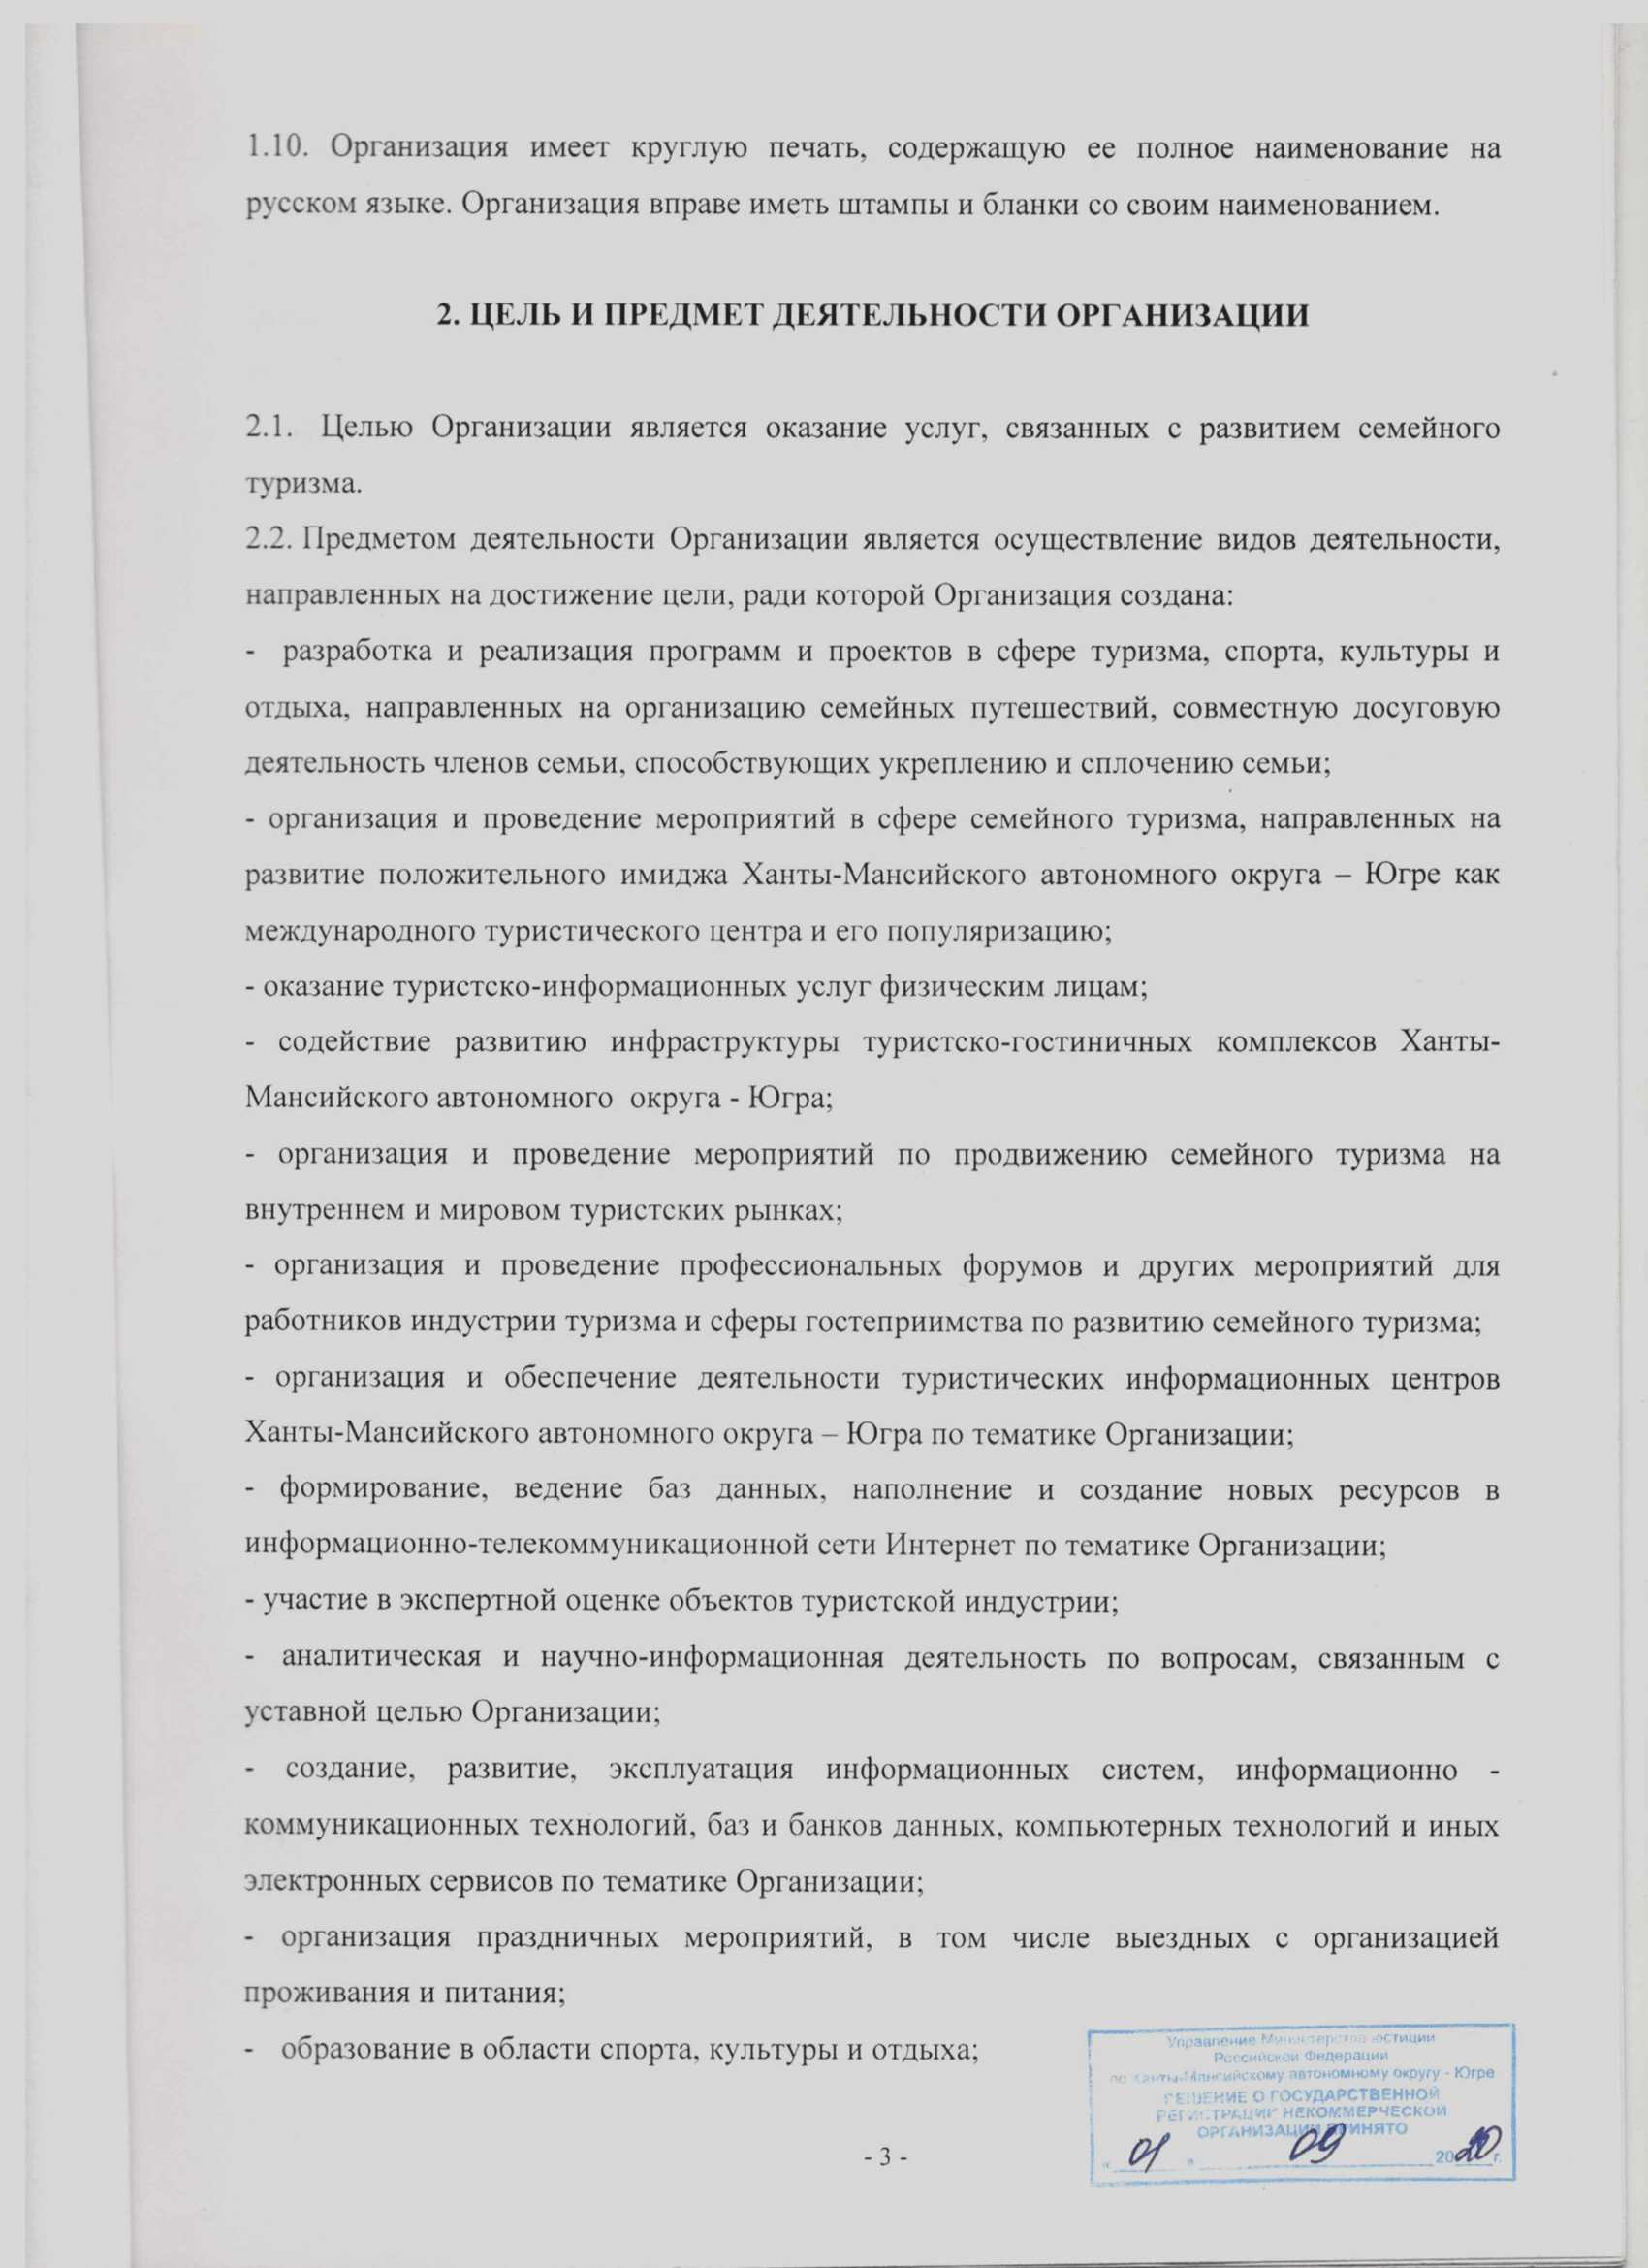 1.10. Организация имеет круглую печать, содержащую ее полное наименование на
русском языке. Организация вправе иметь штампы и бланки со своим наименованием.
2. ЦЕЛЬ И ПРЕДМЕТ ДЕЯТЕЛЬНОСТИ ОРГАНИЗАЦИИ
2.1. Целью Организации является оказание услуг, связанных с развитием семейного
туризма.
2.2. Предметом деятельности Организации является осуществление видов деятельности,
направленных на достижение цели, ради которой Организация создана:
- разработка и реализация программ и проектов в сфере туризма, спорта, культуры и
отдыха, направленных на организацию семейных путешествий, совместную досуговую
деятельность членов семьи, способствующих укреплению и сплочению семьи;
- организация и проведение мероприятий в сфере семейного туризма, направленных на
развитие положительного имиджа Ханты-Мансийского автономного округа – Югре как
международного туристического центра и его популяризацию;
- оказание туристско-информационных услуг физическим лицам;
- содействие развитию инфраструктуры туристско-гостиничных комплексов Ханты-
Мансийского автономного округа - Югра;
- организация и проведение мероприятий по продвижению семейного туризма на
внутреннем и мировом туристских рынках;
- организация и проведение профессиональных форумов и других мероприятий для
работников индустрии туризма и сферы гостеприимства по развитию семейного туризма;
- организация и обеспечение деятельности туристических информационных центров
Ханты-Мансийского автономного округа – Югра по тематике Организации;
- формирование, ведение баз данных, наполнение и создание новых ресурсов в
информационно-телекоммуникационной сети Интернет по тематике Организации;
- участие в экспертной оценке объектов туристской индустрии;
- аналитическая и научно-информационная деятельность по вопросам, связанным с
уставной целью Организации;
- создание, развитие, эксплуатация информационных систем, информационно -
коммуникационных технологий, баз и банков данных, компьютерных технологий и иных
электронных сервисов по тематике Организации;
- организация праздничных мероприятий, в том числе выездных с организацией
проживания и питания;
- образование в области спорта, культуры и отдыха;
Управление Министерства юстиции
Российской Федерации
по Ханты-Мансийскому автономному округу - Югре
РЕШЕНИЕ О ГОСУДАРСТВЕННОЙ
РЕГИСТРАЦИИ НЕКОММЕРЧЕСКОЙ
ОРГАНИЗАЦИИ ПРИНЯТО
« 01 » 09 2020 г.
- 3 -